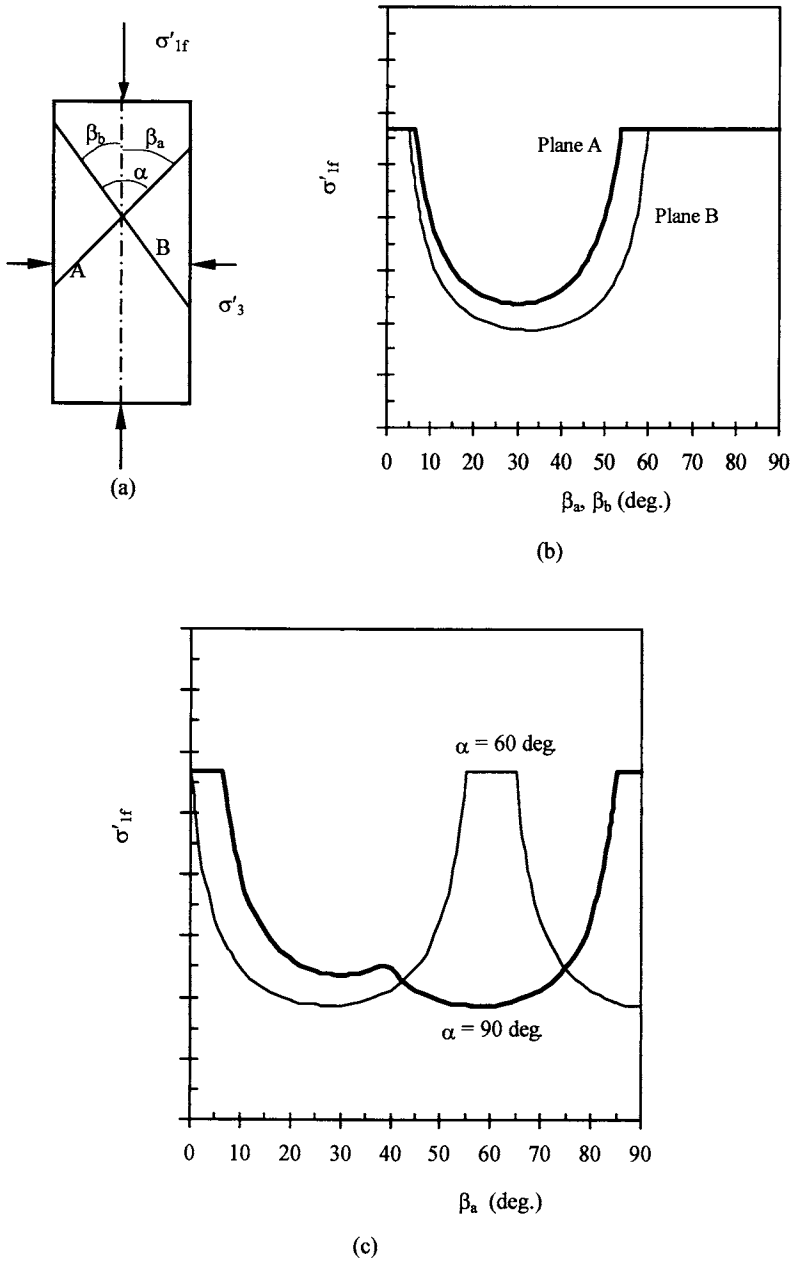 σ'1f
βb
βa
α
B
A
σ'3
(a)
σ'1f
Plane A
Plane B
0 10 20 30 40 50 60 70 80 90
βa, βb (deg.)
(b)
σ'1f
α = 60 deg.
α = 90 deg.
0 10 20 30 40 50 60 70 80 90
βa (deg.)
(c)